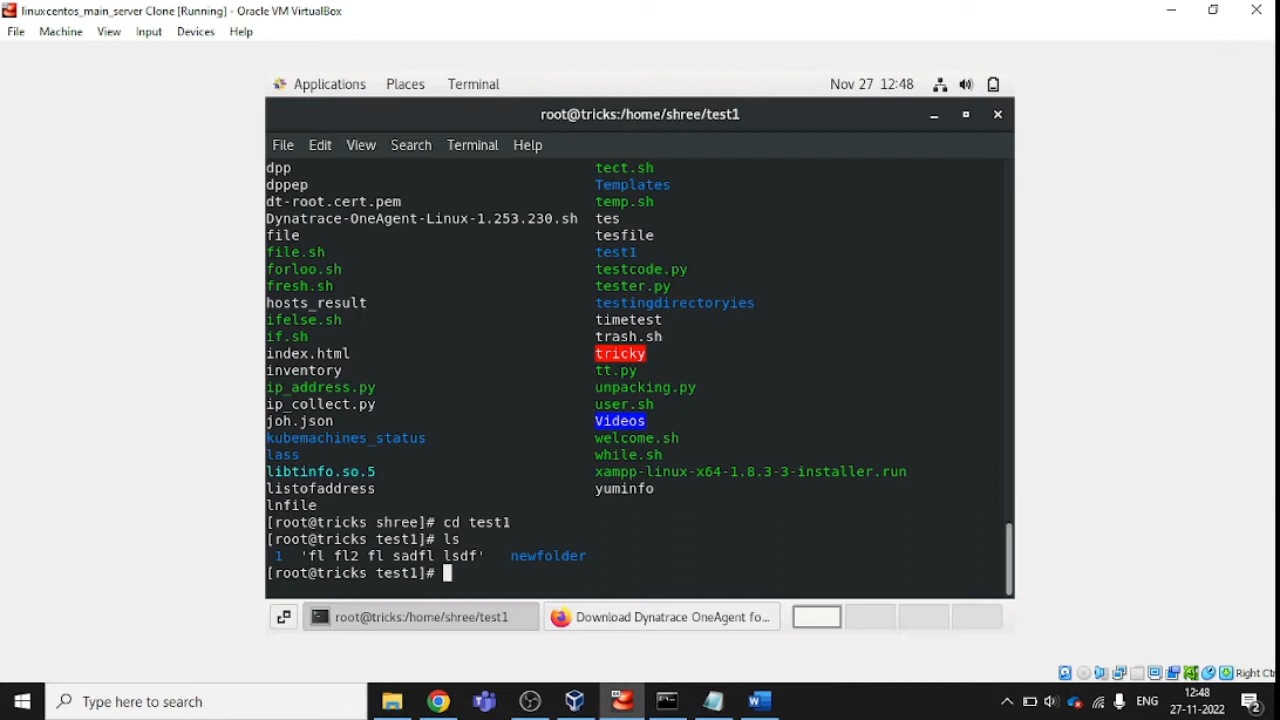 linuxcentos_main_server Clone [Running] - Oracle VM VirtualBox
File Machine View Input Devices Help
Applications Places Terminal Nov 27 12:48
root@tricks:/home/shree/test1
File Edit View Search Terminal Help
dpp tect.sh
dppep Templates
dt-root.cert.pem temp.sh
Dynatrace-OneAgent-Linux-1.253.230.sh tes
file tesfile
file.sh test1
forloo.sh testcode.py
fresh.sh tester.py
hosts_result testingdirectoryies
ifelse.sh timetest
if.sh trash.sh
index.html tricky
inventory tt.py
ip_address.py unpacking.py
ip_collect.py user.sh
joh.json Videos
kubemachines_status welcome.sh
lass while.sh
libtinfo.so.5 xampp-linux-x64-1.8.3-3-installer.run
listofaddress yuminfo
lnfile
[root@tricks shree]# cd test1
[root@tricks test1]# ls
1 'fl fl2 fl sadfl lsdf' newfolder
[root@tricks test1]#
root@tricks:/home/shree/test1 Download Dynatrace OneAgent fo...
Right Ctr
Type here to search ENG 12:48
27-11-2022 2